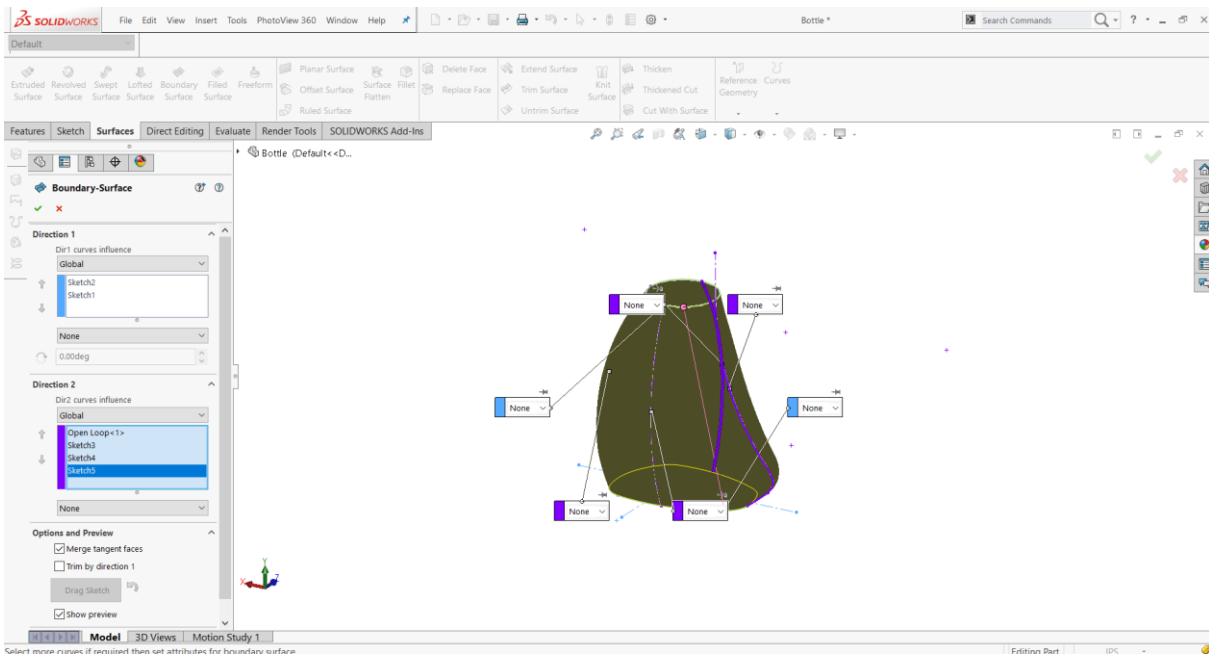 SOLIDWORKS File Edit View Insert Tools PhotoView 360 Window Help Bottle * Search Commands ?
Default
Extruded Surface
Revolved Surface
Swept Surface
Lofted Surface
Boundary Surface
Filled Surface
Freeform
Planar Surface
Offset Surface
Ruled Surface
Surface Flatten
Fillet
Delete Face
Replace Face
Extend Surface
Trim Surface
Untrim Surface
Knit Surface
Thicken
Thickened Cut
Cut With Surface
Reference Geometry
Curves
Features Sketch Surfaces Direct Editing Evaluate Render Tools SOLIDWORKS Add-Ins
Bottle (Default<<D...
Boundary-Surface
Direction 1
Dir1 curves influence
Global
Sketch2
Sketch1
None
0.00deg
Direction 2
Dir2 curves influence
Global
Open Loop<1>
Sketch3
Sketch4
Sketch5
None
Options and Preview
Merge tangent faces
Trim by direction 1
Drag Sketch
Show preview
None None
None None
None None
Y
X Z
Model 3D Views Motion Study 1
Select more curves if required then set attributes for boundary surface
Editing Part IPS